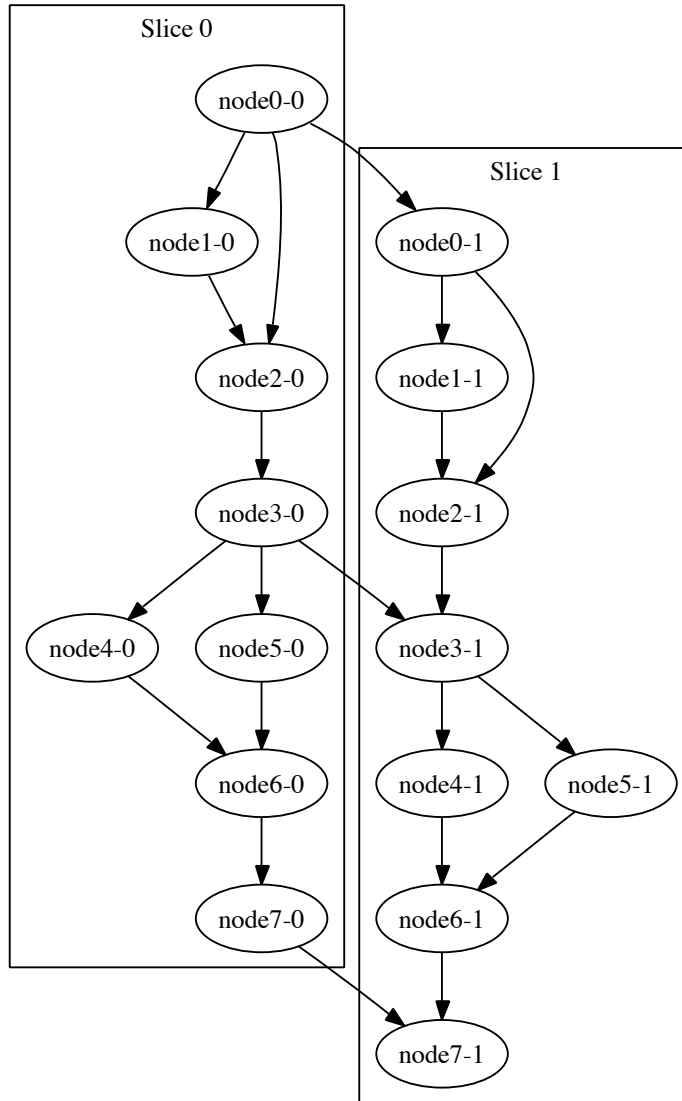 Slice 0
node0-0
Slice 1
node1-0
node0-1
node2-0
node1-1
node3-0
node2-1
node4-0
node5-0
node3-1
node6-0
node4-1
node5-1
node7-0
node6-1
node7-1